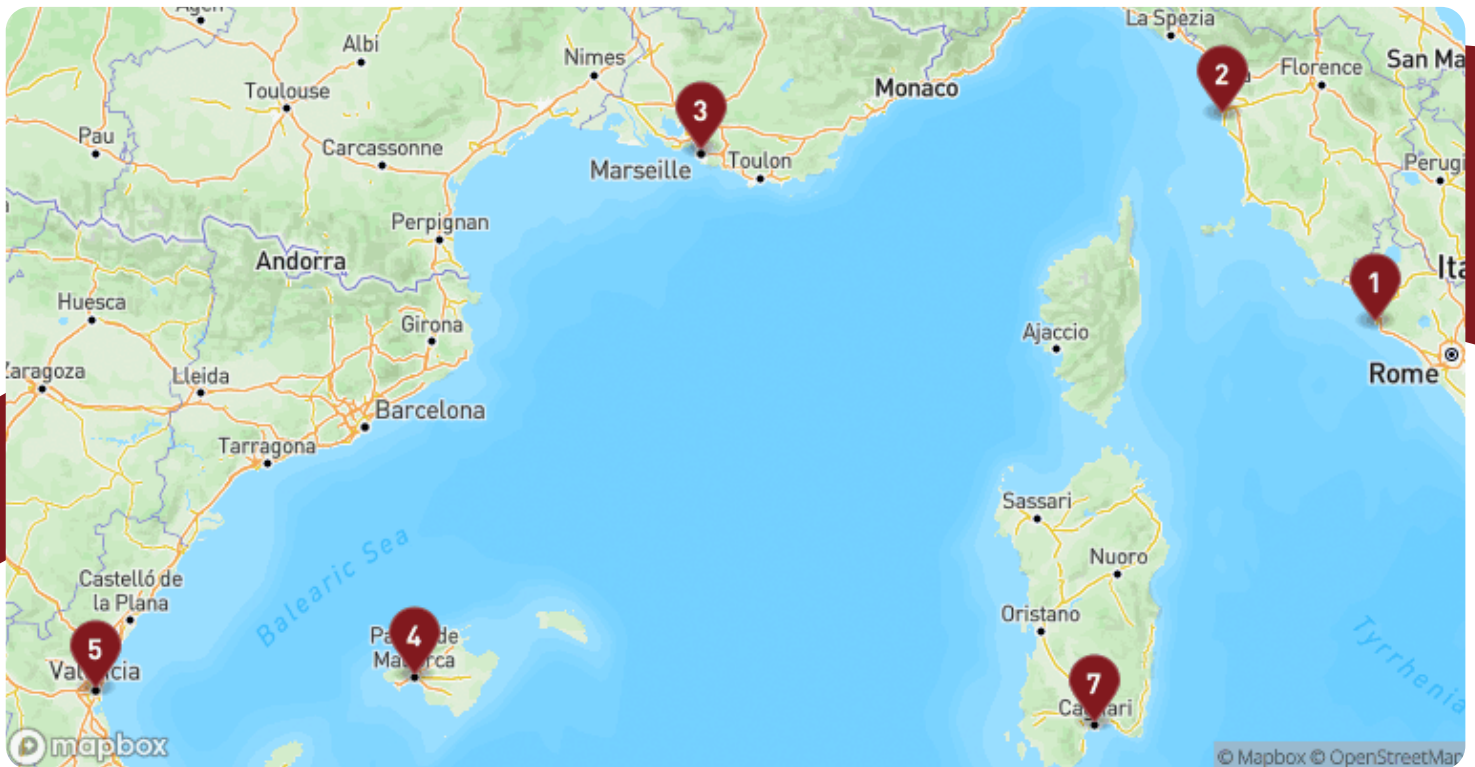 Agen
La Spezia
Albi
Nimes
2
Florence
San Ma
Toulouse
Monaco
3
Pau
Carcassonne
Marseille
Toulon
Perugi
Perpignan
Andorra
Ita
1
Huesca
Girona
Ajaccio
Zaragoza
Lleida
Rome
Barcelona
Tarragona
Sassari
Balearic Sea
Nuoro
Castelló de
la Plana
Oristano
4
5
Tyrrhenia
7
mapbox
© Mapbox © OpenStreetMap